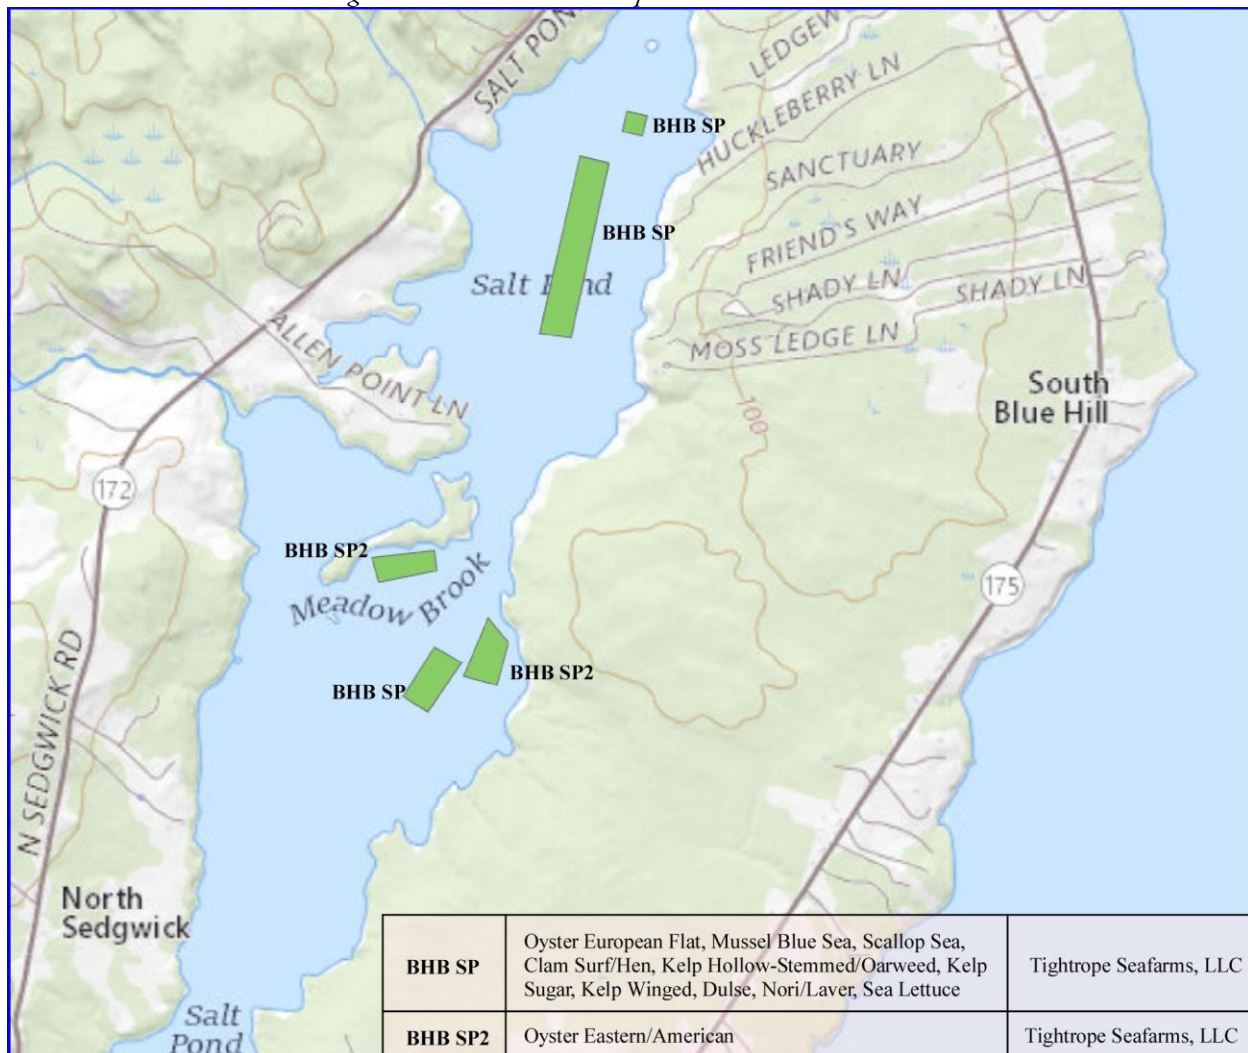 SALT POND
LEDGEW
BHB SP
HUCKLEBERRY LN
SANCTUARY
BHB SP
FRIEND'S WAY
Salt Pond
SHADY LN
SHADY LN
MOSS LEDGE LN
ALLEN POINT LN
South
Blue Hill
100
172
BHB SP2
Meadow Brook
175
BHB SP2
BHB SP
N SEDGWICK RD
North
Sedgwick
Salt
Pond
BHB SP
Oyster European Flat, Mussel Blue Sea, Scallop Sea,
Clam Surf/Hen, Kelp Hollow-Stemmed/Oarweed, Kelp
Sugar, Kelp Winged, Dulse, Nori/Laver, Sea Lettuce
Tightrope Seafarms, LLC
BHB SP2
Oyster Eastern/American
Tightrope Seafarms, LLC